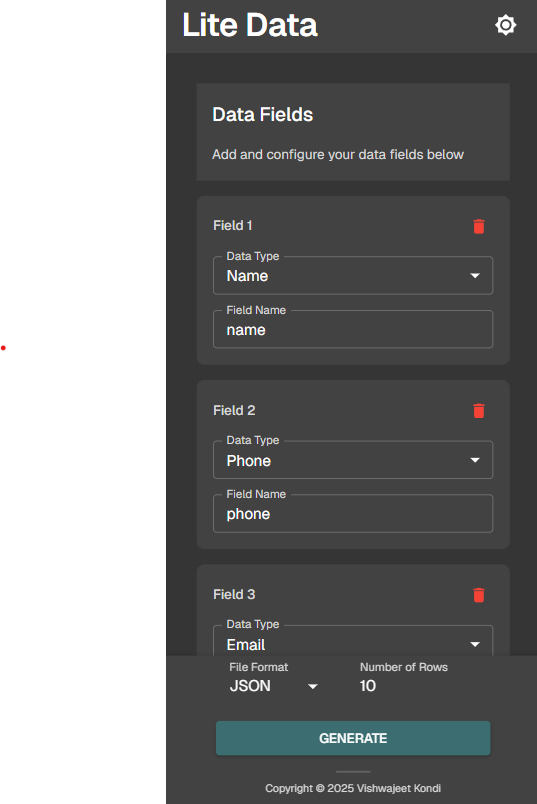 Lite Data
Data Fields
Add and configure your data fields below
Field 1
Data Type
Name
Field Name
name
Field 2
Data Type
Phone
Field Name
phone
Field 3
Data Type
Email
File Format
Number of Rows
JSON
10
GENERATE
Copyright © 2025 Vishwajeet Kondi